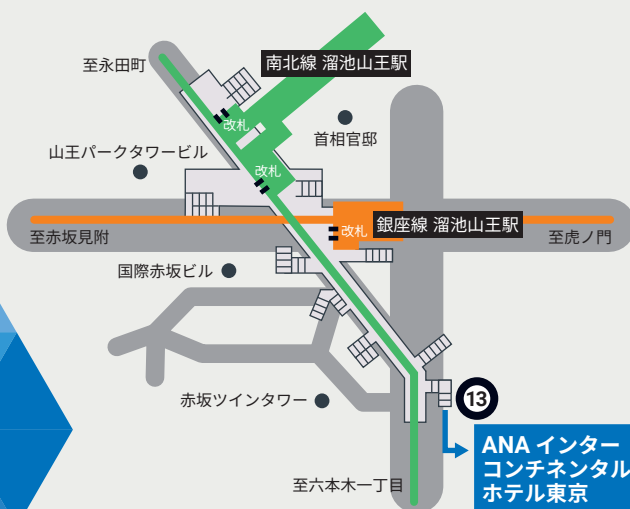 南北線 溜池山王駅
至永田町
改札
首相官邸
山王パークタワービル
改札
銀座線 溜池山王駅
改札
至赤坂見附
至虎ノ門
国際赤坂ビル
赤坂ツインタワー
13
ANA インター
コンチネンタル
ホテル東京
至六本木一丁目